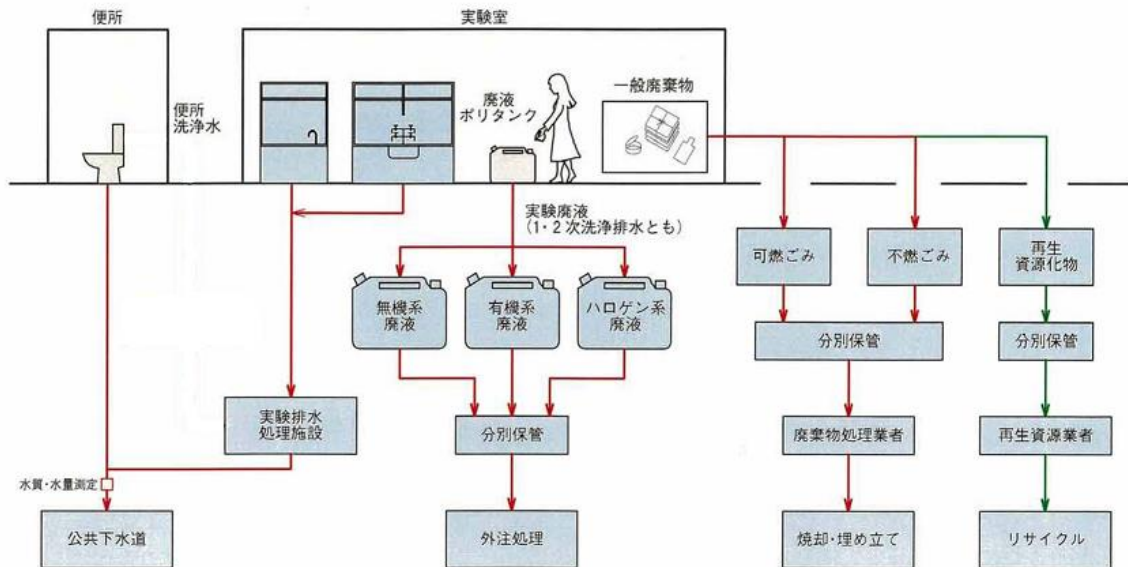 便所
実験室
便所
洗浄水
廃液
ポリタンク
一般廃棄物
実験廃液
(1・2次洗浄排水とも)
無機系
廃液
有機系
廃液
ハロゲン系
廃液
可燃ごみ
不燃ごみ
再生
資源化物
分別保管
分別保管
実験排水
処理施設
分別保管
廃棄物処理業者
再生資源業者
水質・水量測定
公共下水道
外注処理
焼却・埋め立て
リサイクル